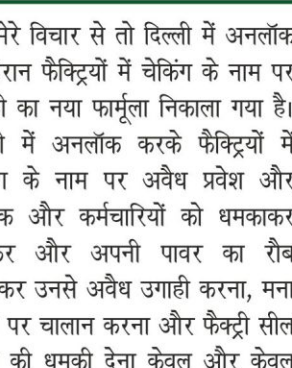 मेरे विचार से तो दिल्ली में अनलॉक
फैक्ट्रियों में चेकिंग के नाम पर
का नया फार्मूला निकाला गया है।
में अनलॉक करके फैक्ट्रियों में
के नाम पर अवैध प्रवेश और
और कर्मचारियों को धमकाकर
और अपनी पावर का रौब
उनसे अवैध उगाही करना, मना
पर चालान करना और फैक्ट्री सील
की धमकी देना केवल और केवल